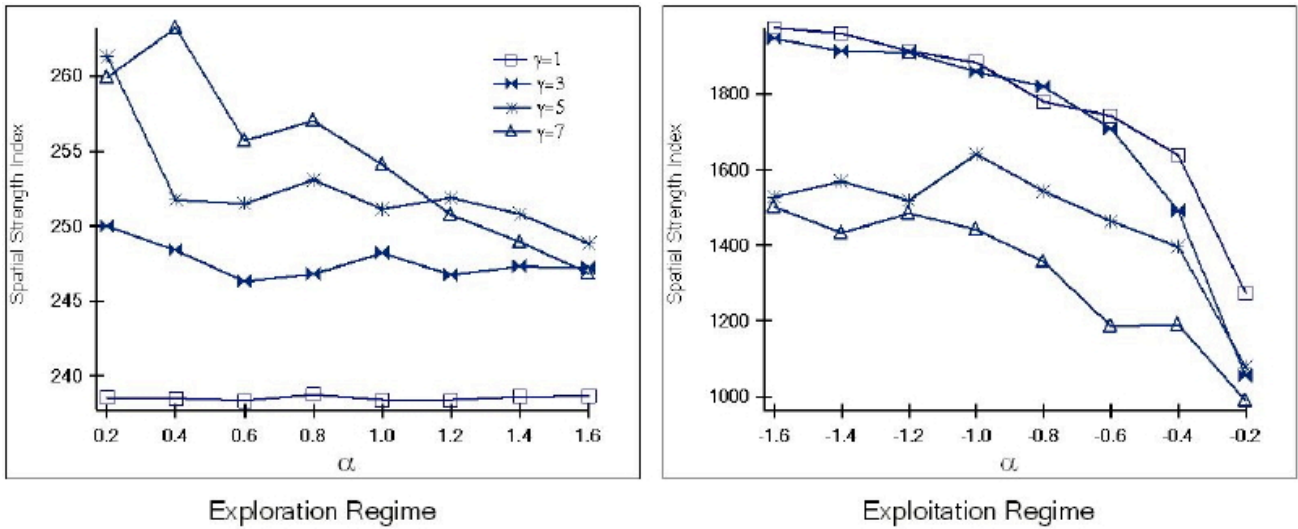 Spatial Strength Index
260
255
250
245
240
γ=1
γ=3
γ=5
γ=7
0.2 0.4 0.6 0.8 1.0 1.2 1.4 1.6
α
Exploration Regime
Spatial Strength Index
1800
1600
1400
1200
1000
-1.6 -1.4 -1.2 -1.0 -0.8 -0.6 -0.4 -0.2
α
Exploitation Regime